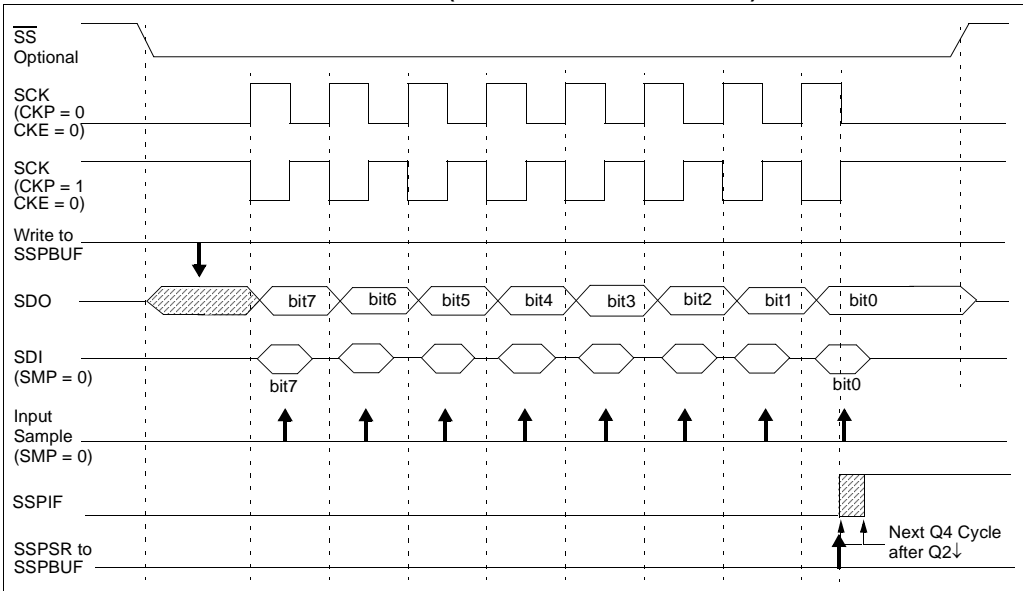 SS
Optional
SCK
(CKP = 0
CKE = 0)
SCK
(CKP = 1
CKE = 0)
Write to
SSPBUF
SDO
bit7 bit6 bit5 bit4 bit3 bit2 bit1 bit0
SDI
(SMP = 0)
bit7 bit0
Input
Sample
(SMP = 0)
SSPIF
Next Q4 Cycle
after Q2↓
SSPSR to
SSPBUF